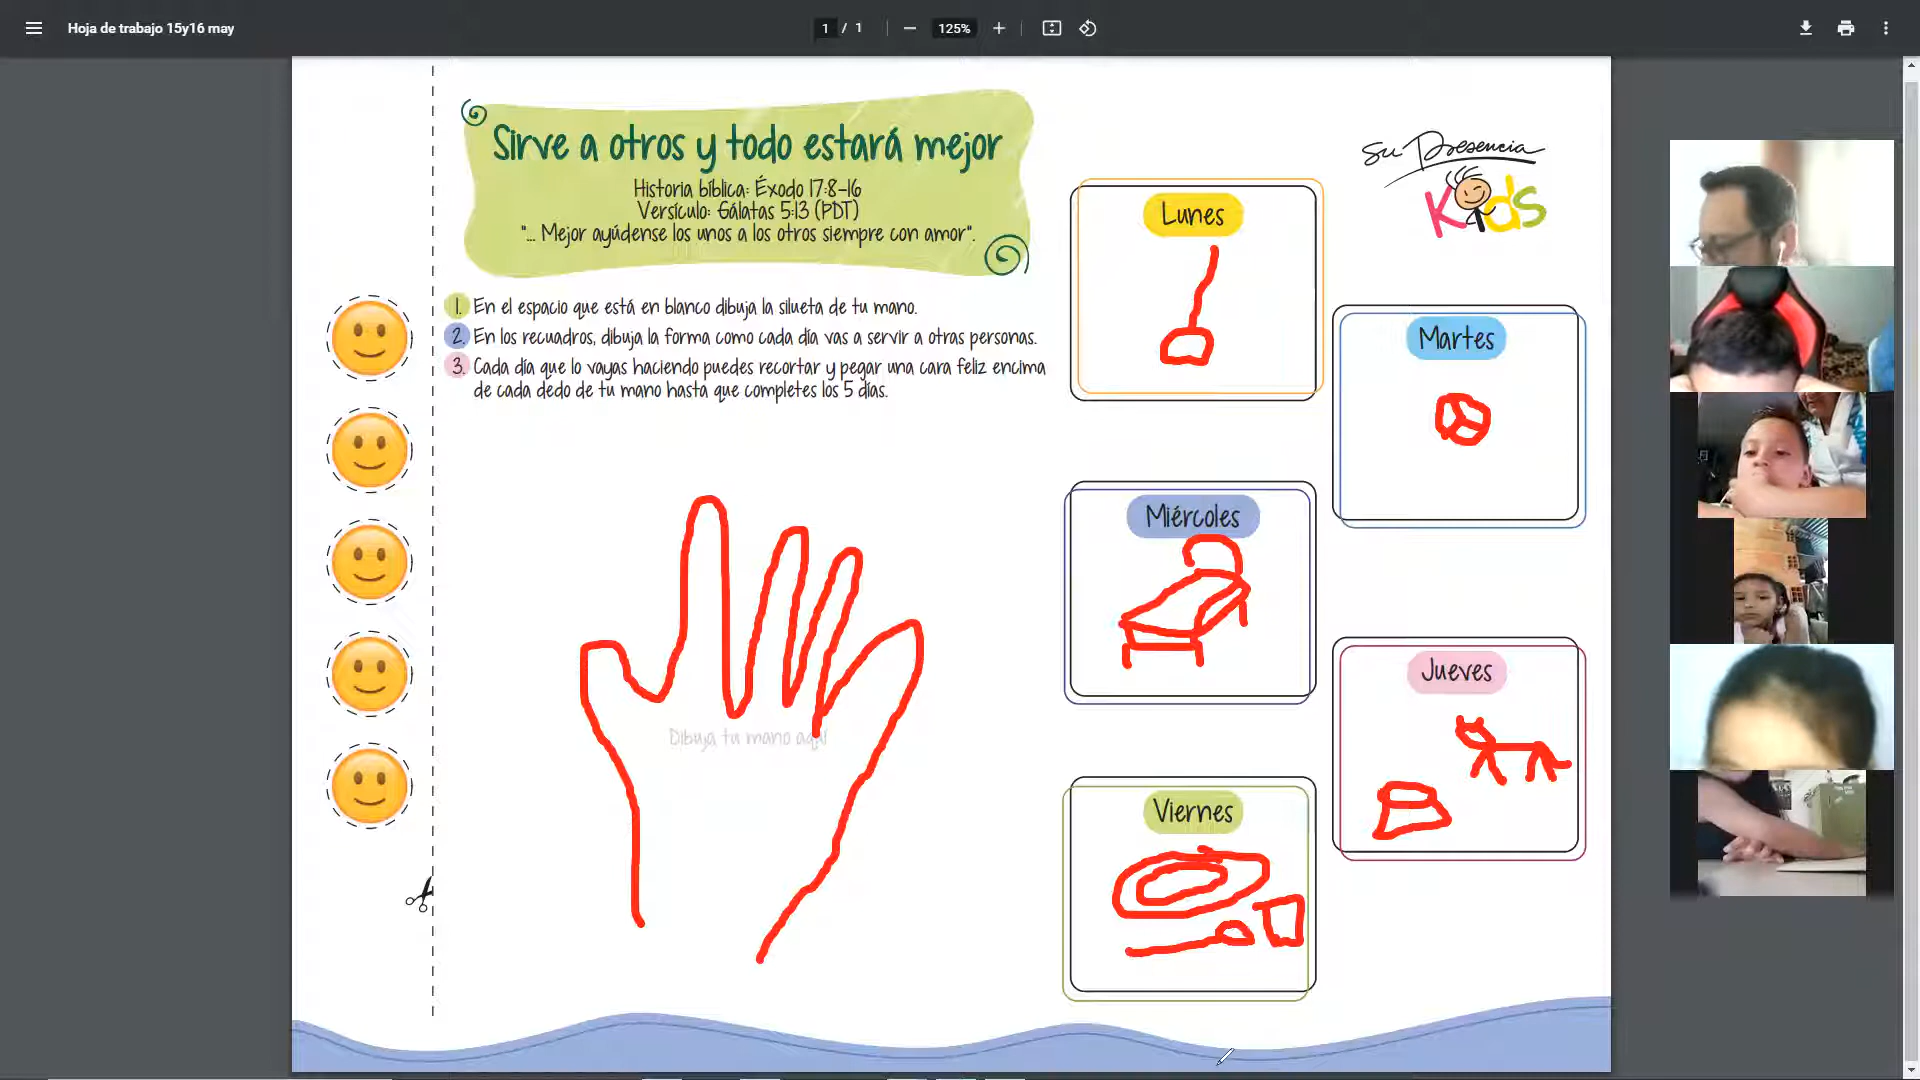 Hoja de trabajo 15y16 may
1 / 1
125%
Sirve a otros y todo estará mejor
Historia bíblica: Éxodo 17:8-16
Versículo: Gálatas 5:13 (PDT)
"... Mejor ayúdense los unos a los otros siempre con amor".
1. En el espacio que está en blanco dibuja la silueta de tu mano.
2. En los recuadros, dibuja la forma como cada día vas a servir a otras personas.
3. Cada día que lo vayas haciendo puedes recortar y pegar una cara feliz encima
de cada dedo de tu mano hasta que completes los 5 días.
Dibuja tu mano aquí
Su Presencia
Kids
Lunes
Martes
Miércoles
Jueves
Viernes